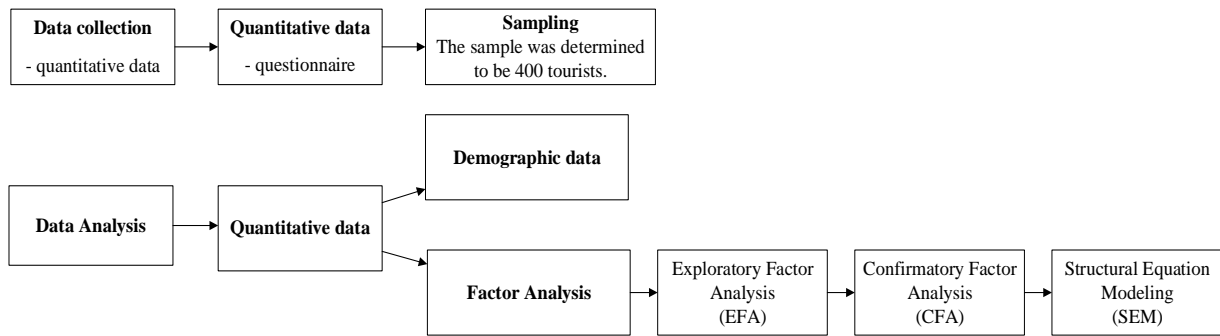 Data collection
- quantitative data
Quantitative data
- questionnaire
Sampling
The sample was determined
to be 400 tourists.
Demographic data
Data Analysis
Quantitative data
Factor Analysis
Exploratory Factor
Analysis
(EFA)
Confirmatory Factor
Analysis
(CFA)
Structural Equation
Modeling
(SEM)